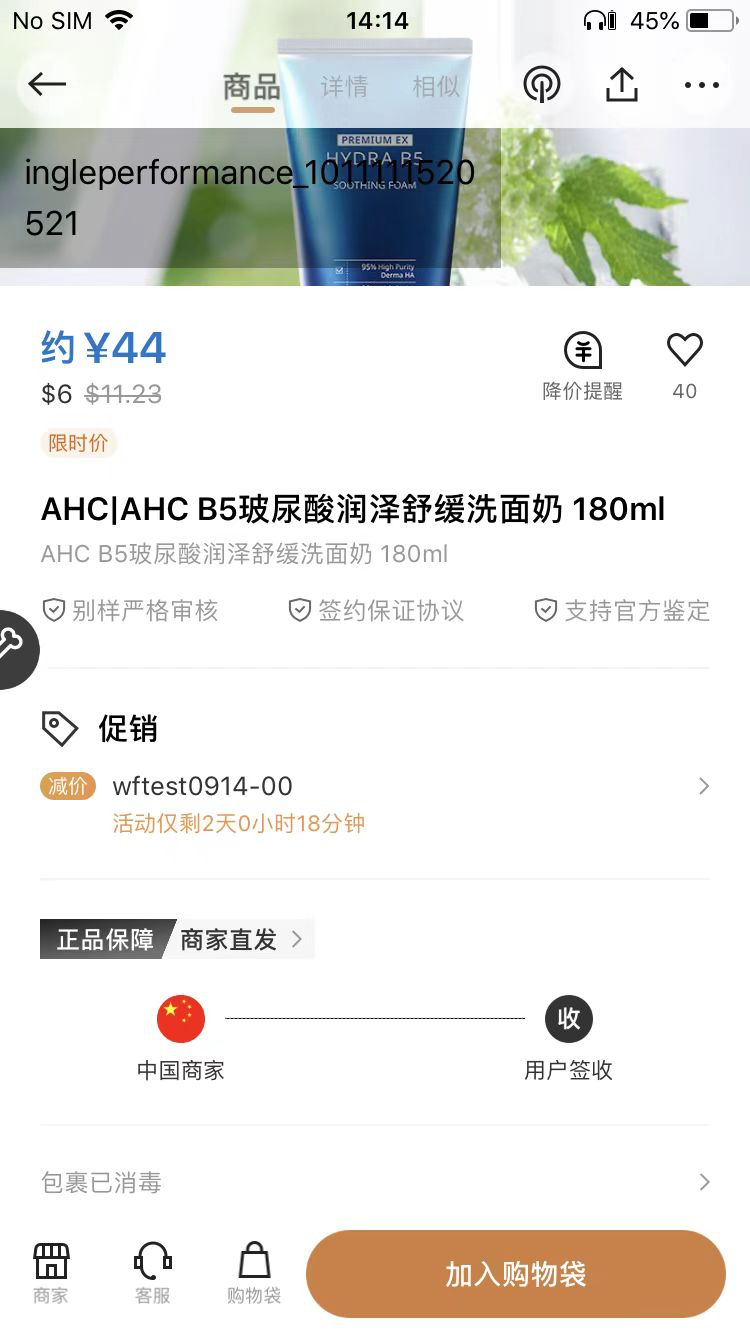 No SIM 14:14 45%
商品 详情 相似
PREMIUM EX
HYDRA B5
SOOTHING FOAM
ingleperformance_1011111520
521
95% High Purity
Derma HA
约 ¥44
$6 $11.23
降价提醒 40
限时价
AHC|AHC B5玻尿酸润泽舒缓洗面奶 180ml
AHC B5玻尿酸润泽舒缓洗面奶 180ml
别样严格审核 签约保证协议 支持官方鉴定
促销
减价 wftest0914-00
活动仅剩2天0小时18分钟
正品保障 商家直发
收
中国商家 用户签收
包裹已消毒
商家 客服 购物袋 加入购物袋